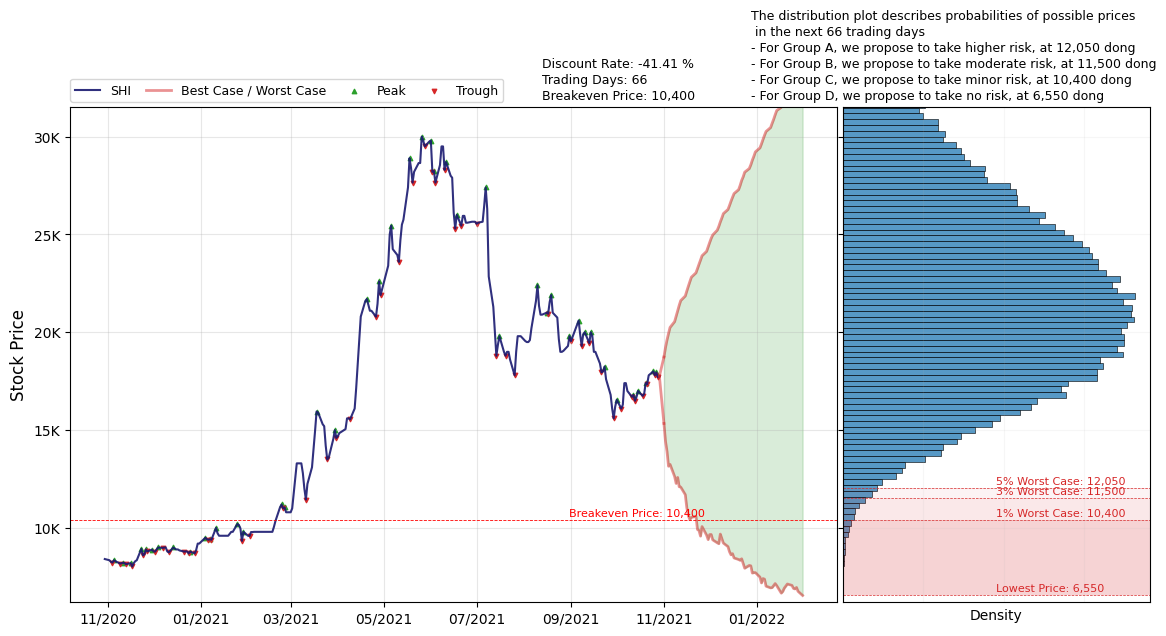 The distribution plot describes probabilities of possible prices
in the next 66 trading days
- For Group A, we propose to take higher risk, at 12,050 dong
- For Group B, we propose to take moderate risk, at 11,500 dong
- For Group C, we propose to take minor risk, at 10,400 dong
- For Group D, we propose to take no risk, at 6,550 dong
Discount Rate: -41.41 %
Trading Days: 66
Breakeven Price: 10,400
SHI Best Case / Worst Case Peak Trough
Stock Price
30K
25K
20K
15K
10K
Breakeven Price: 10,400
5% Worst Case: 12,050
3% Worst Case: 11,500
1% Worst Case: 10,400
Lowest Price: 6,550
11/2020 01/2021 03/2021 05/2021 07/2021 09/2021 11/2021 01/2022
Density